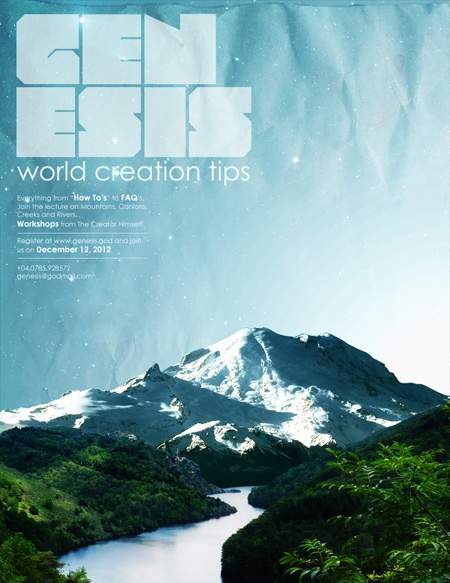 GEN
ESIS
world creation tips
Everything from "How To's" to FAQ's,
Join the lecture on Mountains, Canions,
Creeks and Rivers...
Workshops from The Creator Himself!
Register at www.genesis.god and join
us on December 12, 2012
+04.0785.928572
genesis@godmail.com